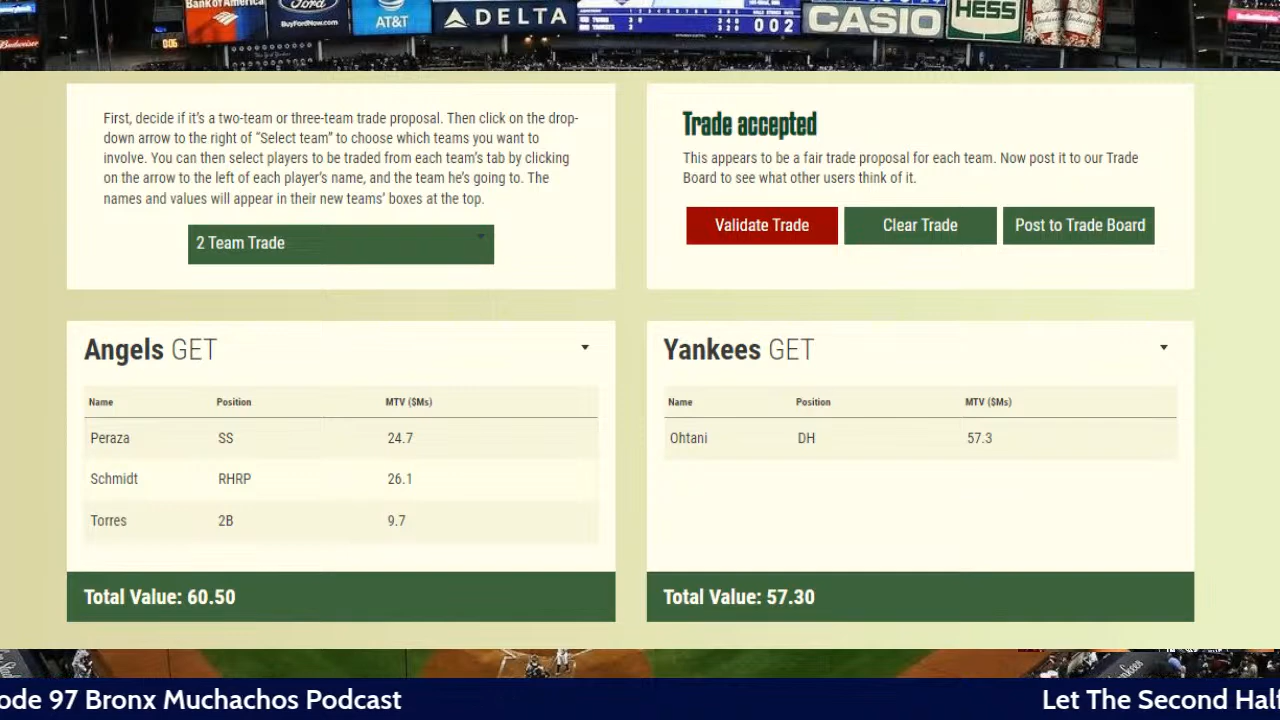 Bank of America
Ford
BuyFordNow.com
AT&T
DELTA
002
CASIO
HESS
Budweiser
First, decide if it's a two-team or three-team trade proposal. Then click on the drop-
down arrow to the right of “Select team” to choose which teams you want to
involve. You can then select players to be traded from each team's tab by clicking
on the arrow to the left of each player's name, and the team he's going to. The
names and values will appear in their new teams' boxes at the top.
2 Team Trade
Trade accepted
This appears to be a fair trade proposal for each team. Now post it to our Trade
Board to see what other users think of it.
Validate Trade Clear Trade Post to Trade Board
Angels GET
Name Position MTV ($Ms)
Peraza SS 24.7
Schmidt RHRP 26.1
Torres 2B 9.7
Total Value: 60.50
Yankees GET
Name Position MTV ($Ms)
Ohtani DH 57.3
Total Value: 57.30
ode 97 Bronx Muchachos Podcast
Let The Second Half